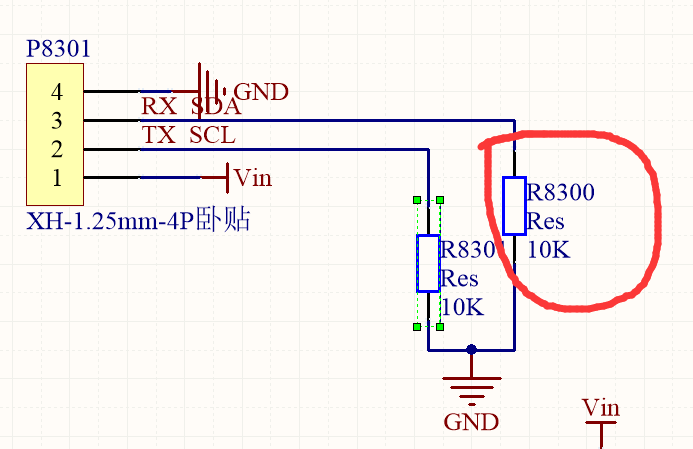 P8301
4
GND
RX SDA
3
TX SCL
2
1
Vin
XH-1.25mm-4P卧贴
R8300
Res
10K
R830
Res
10K
GND
Vin